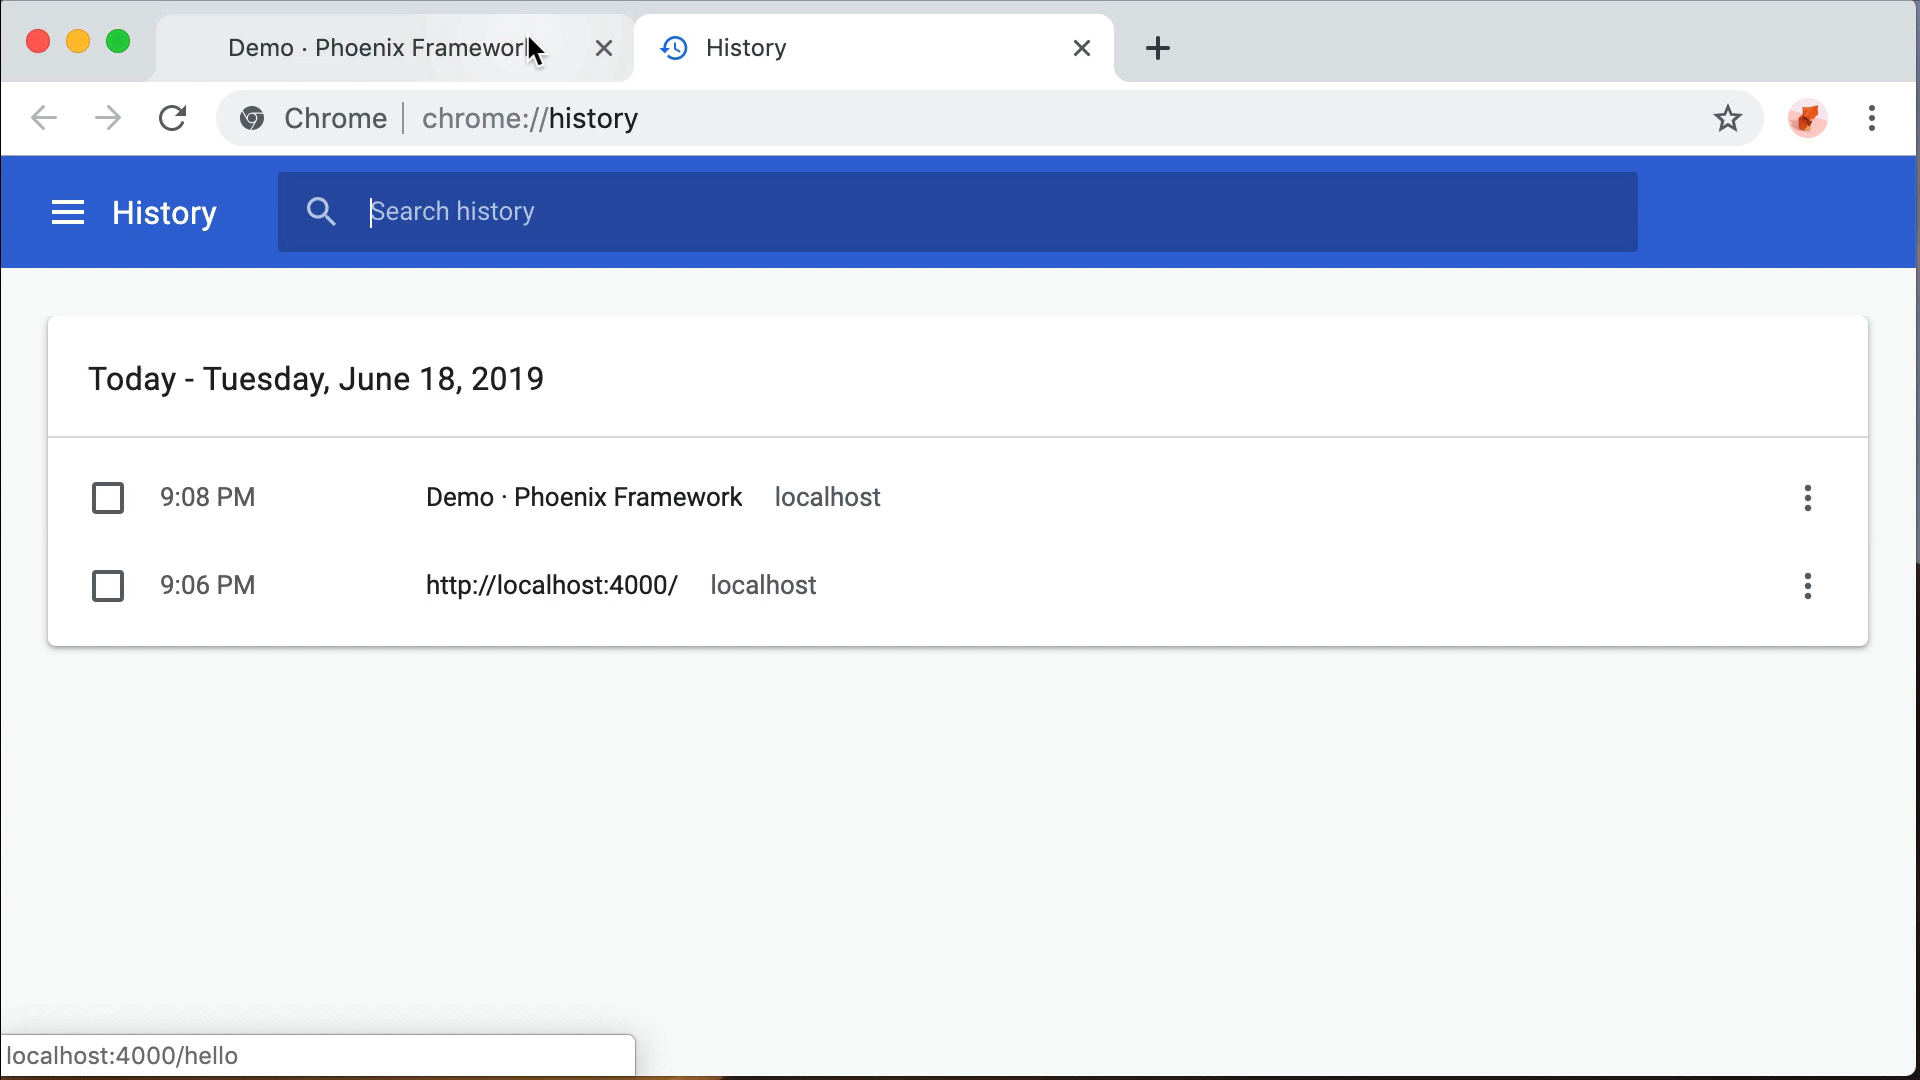 Demo · Phoenix Framework
History
Chrome | chrome://history
History
Search history
Today - Tuesday, June 18, 2019
9:08 PM Demo · Phoenix Framework localhost
9:06 PM http://localhost:4000/ localhost
localhost:4000/hello